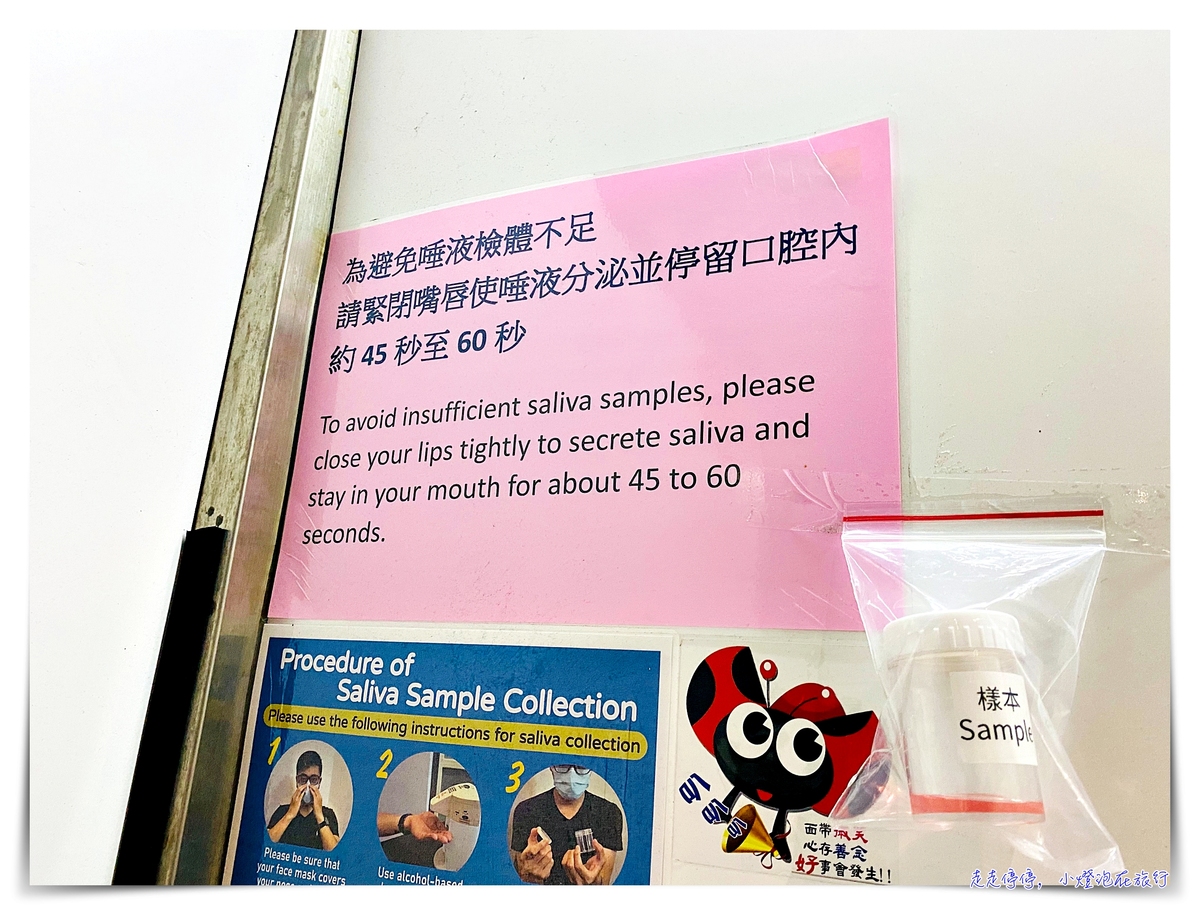 為避免唾液檢體不足
請緊閉嘴唇使唾液分泌並停留口腔內
約 45 秒至 60 秒
To avoid insufficient saliva samples, please
close your lips tightly to secrete saliva and
stay in your mouth for about 45 to 60
seconds.
Procedure of
Saliva Sample Collection
Please use the following instructions for saliva collection
1
2
3
Please be sure that
your face mask covers
your
Use alcohol-based
樣本
Sample
叭
面帶
心存善念
好事會發生!!
走走停停，小燈泡在旅行